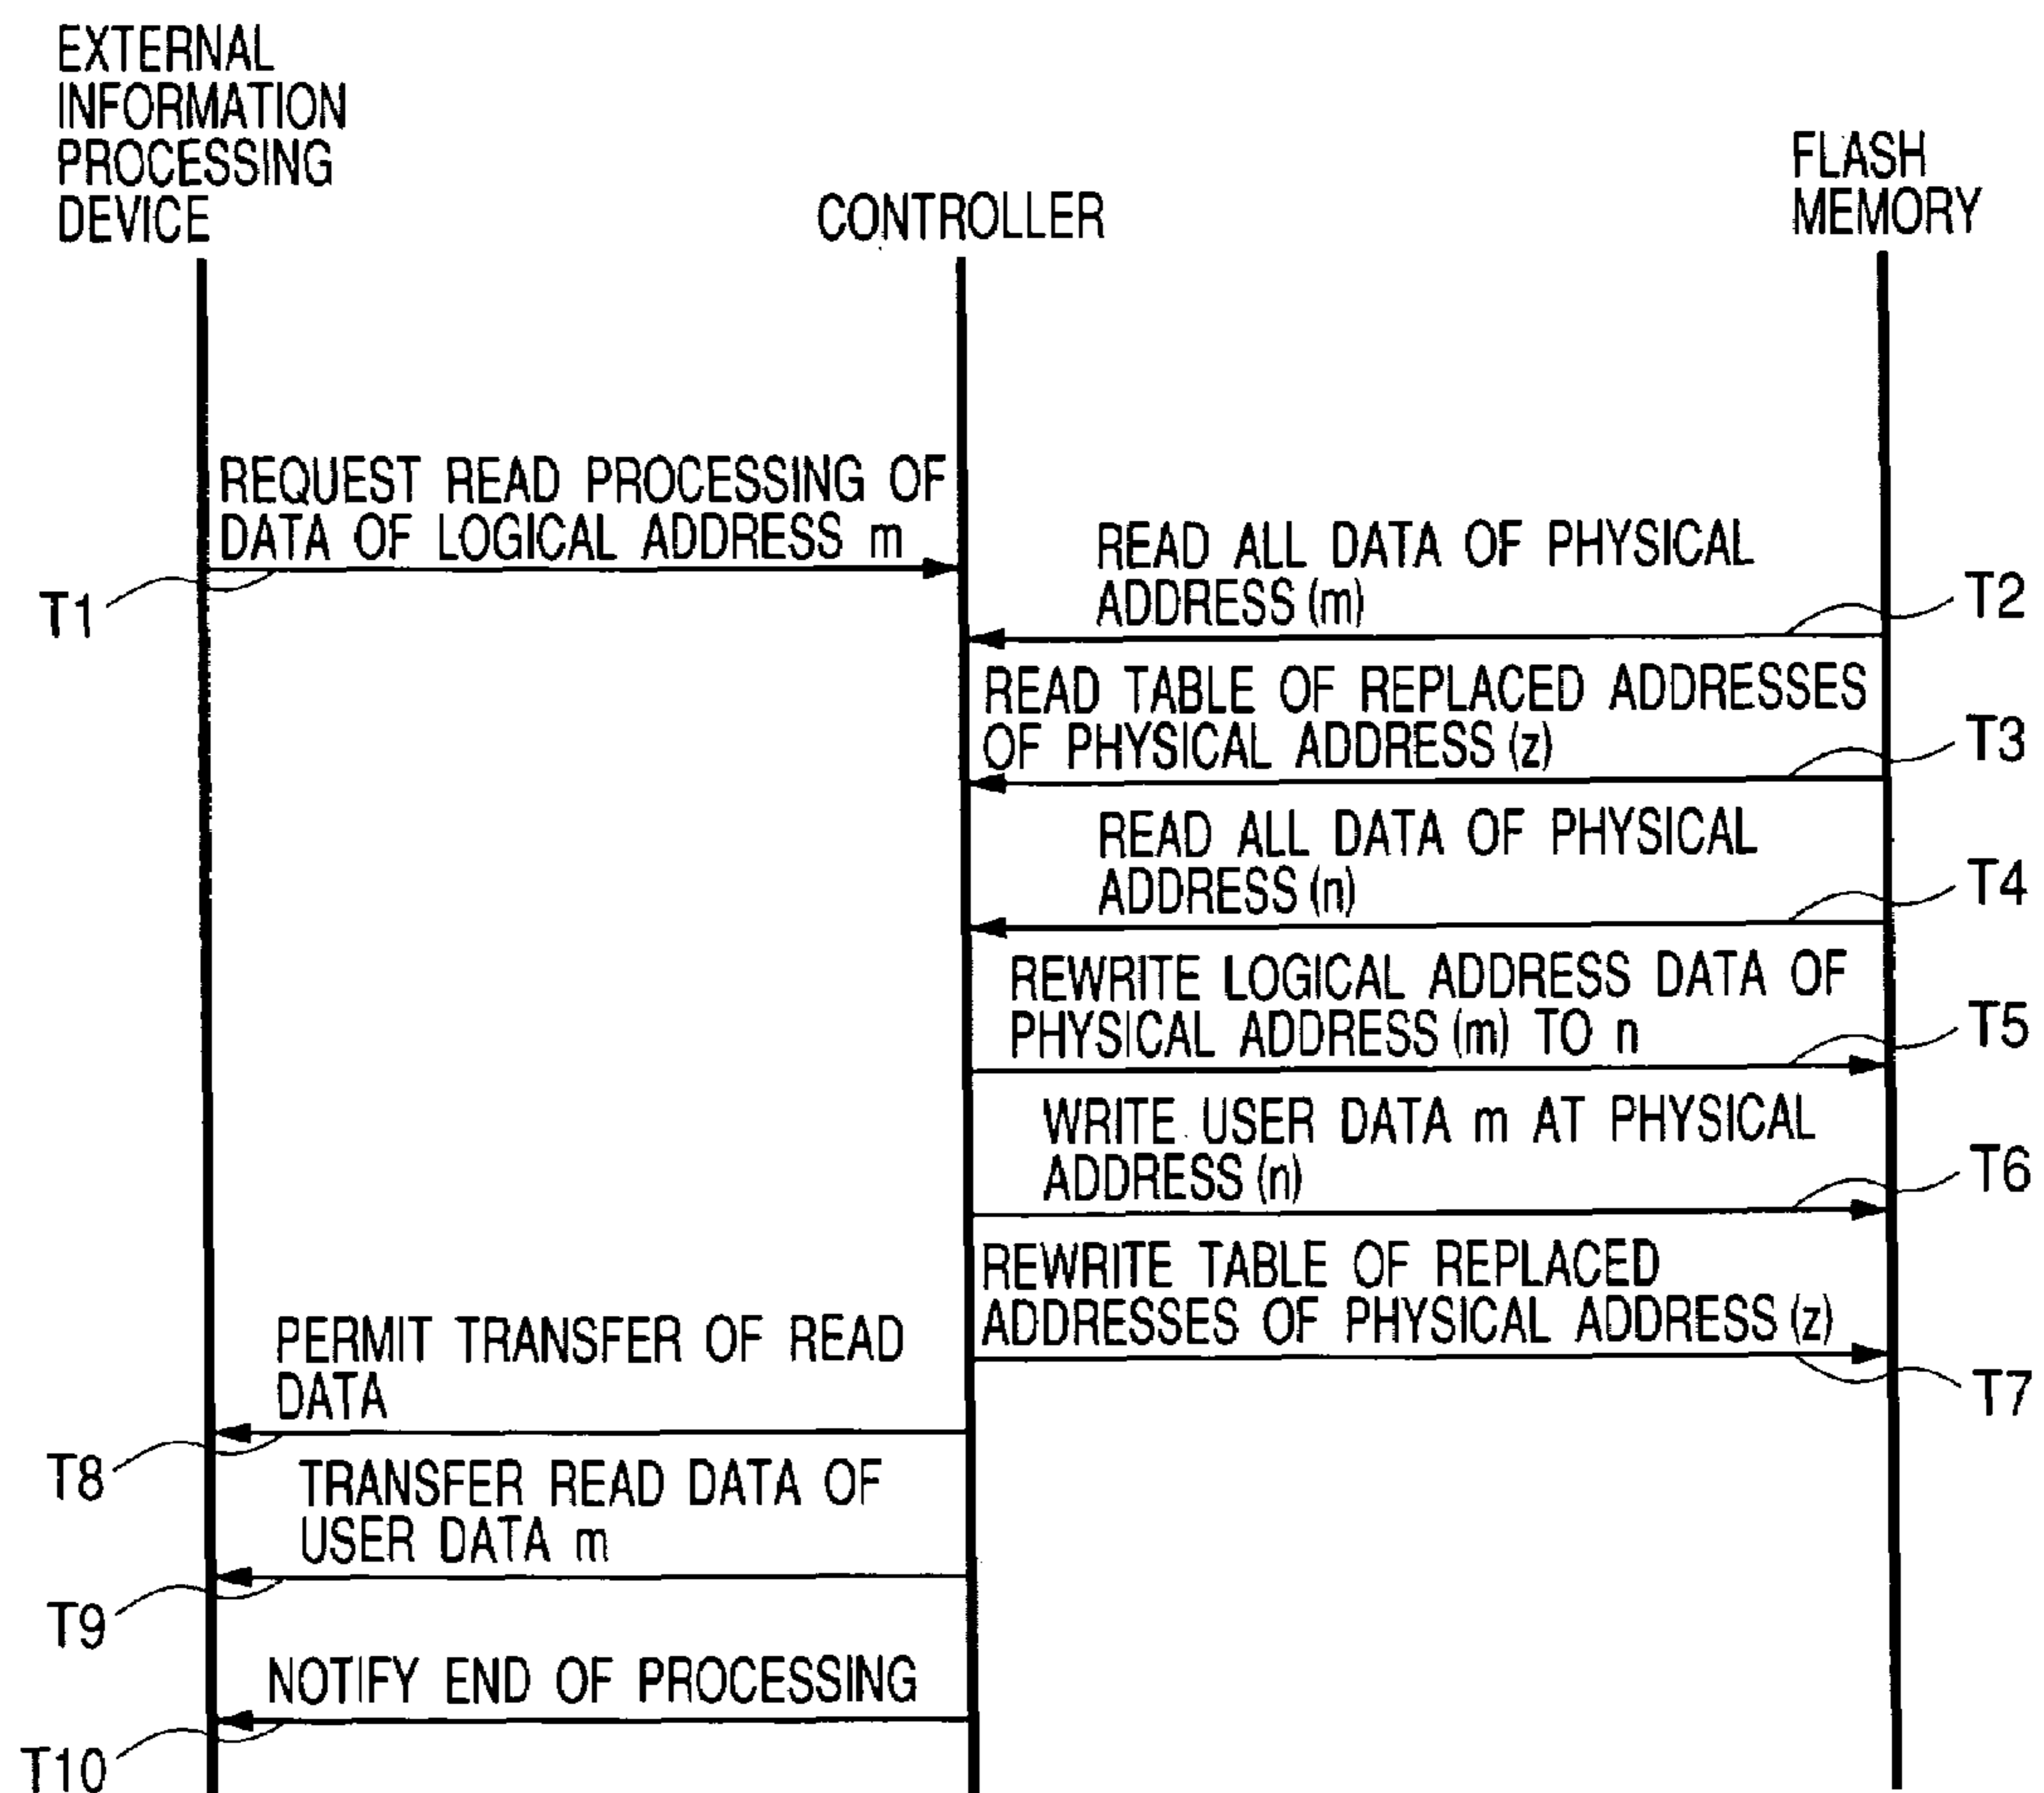 EXTERNAL
INFORMATION
PROCESSING
DEVICE
CONTROLLER
FLASH
MEMORY
REQUEST READ PROCESSING OF
DATA OF LOGICAL ADDRESS m
T1
READ ALL DATA OF PHYSICAL
ADDRESS (m)
T2
READ TABLE OF REPLACED ADDRESSES
OF PHYSICAL ADDRESS (z)
T3
READ ALL DATA OF PHYSICAL
ADDRESS (n)
T4
REWRITE LOGICAL ADDRESS DATA OF
PHYSICAL ADDRESS (m) TO n
T5
WRITE USER DATA m AT PHYSICAL
ADDRESS (n)
T6
REWRITE TABLE OF REPLACED
ADDRESSES OF PHYSICAL ADDRESS (z)
T7
PERMIT TRANSFER OF READ
DATA
T8
TRANSFER READ DATA OF
USER DATA m
T9
NOTIFY END OF PROCESSING
T10